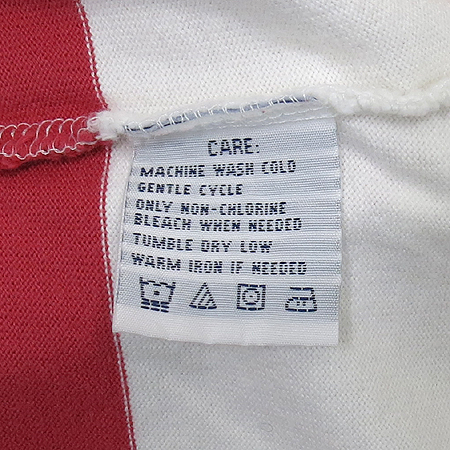 CARE:
MACHINE WASH COLD
GENTLE CYCLE
ONLY NON-CHLORINE
BLEACH WHEN NEEDED
TUMBLE DRY LOW
WARM IRON IF NEEDED